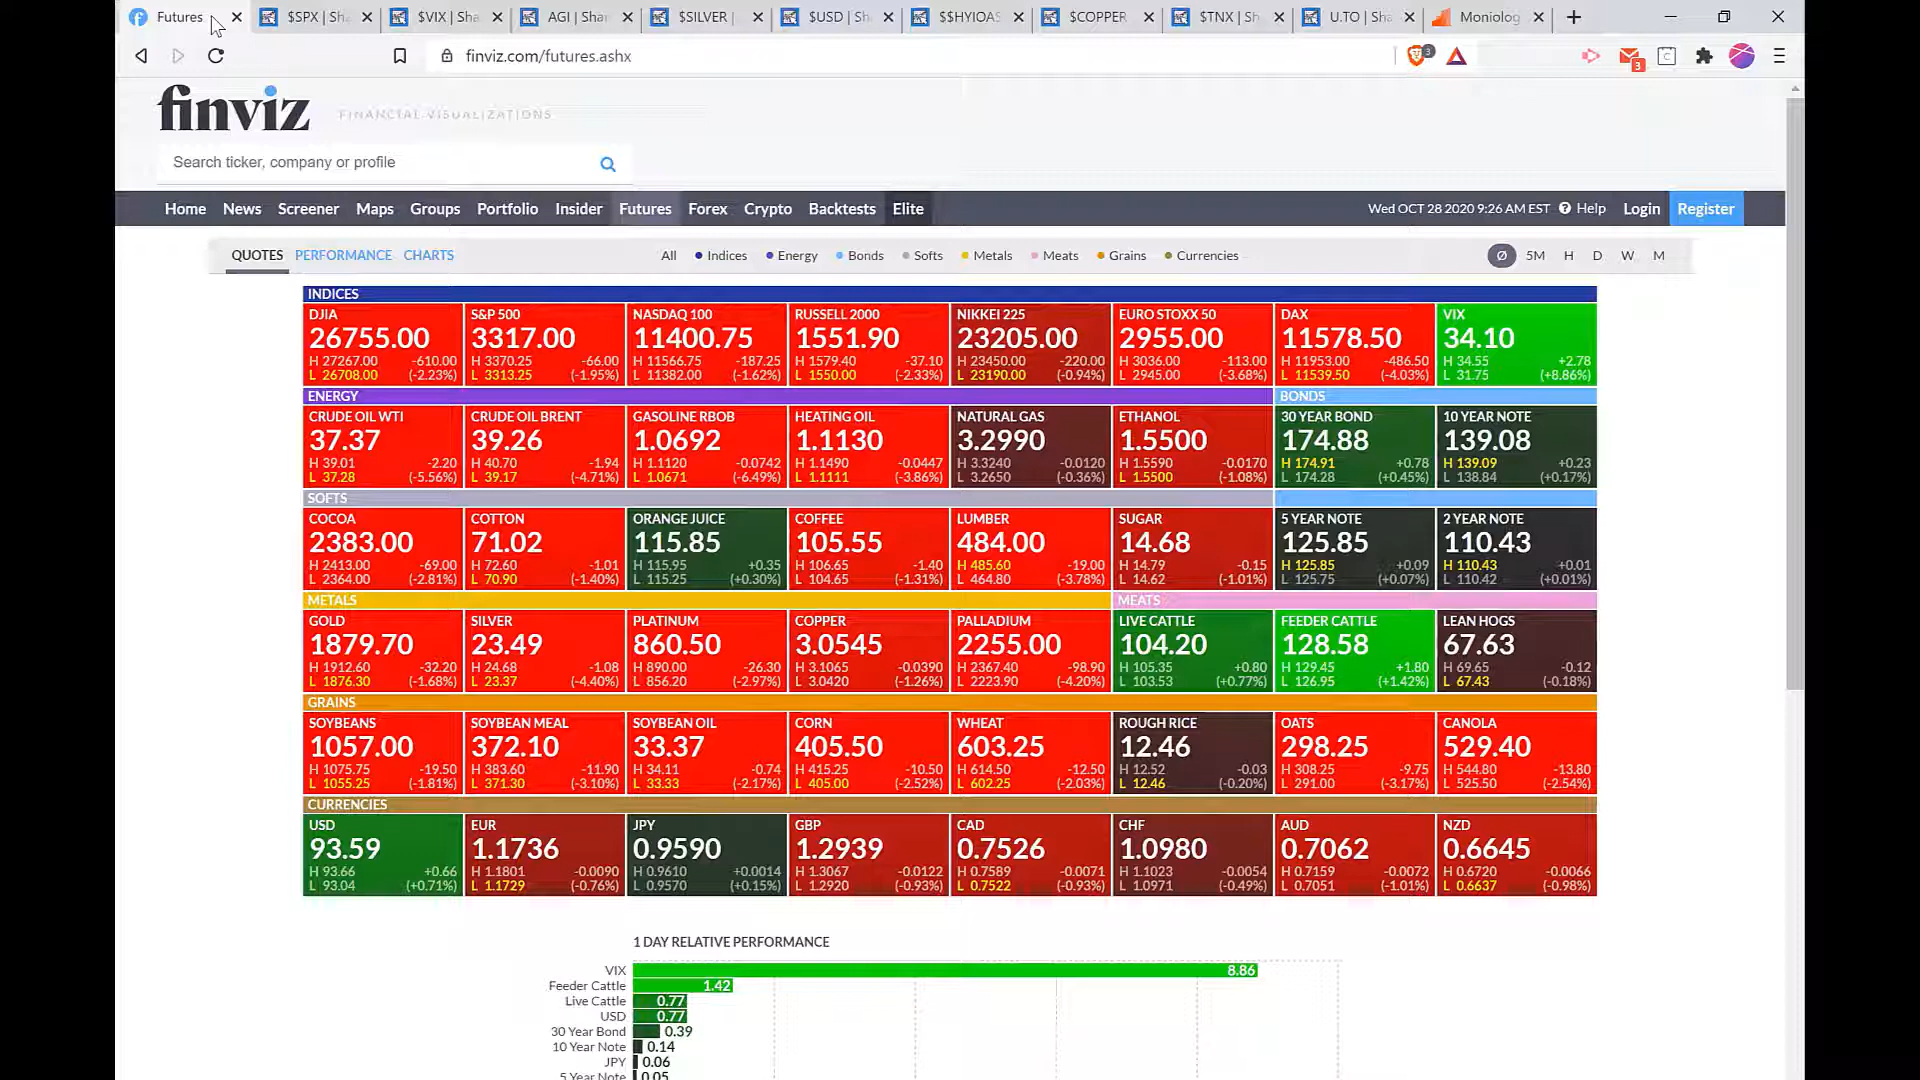 Futures $SPX | Sha $VIX | Sha AGI | Shar $SILVER | $USD | Sh $$HYIOAS $COPPER $TNX | Sh U.TO | Sha Moniolog
finviz.com/futures.ashx 3 3
finviz FINANCIAL VISUALIZATIONS
Search ticker, company or profile
Home News Screener Maps Groups Portfolio Insider Futures Forex Crypto Backtests Elite Wed OCT 28 2020 9:26 AM EST Help Login Register
QUOTES PERFORMANCE CHARTS All Indices Energy Bonds Softs Metals Meats Grains Currencies Ø 5M H D W M
INDICES
DJIA S&P 500 NASDAQ 100 RUSSELL 2000 NIKKEI 225 EURO STOXX 50 DAX VIX
26755.00 3317.00 11400.75 1551.90 23205.00 2955.00 11578.50 34.10
H 27267.00 -610.00 H 3370.25 -66.00 H 11566.75 -187.25 H 1579.40 -37.10 H 23450.00 -220.00 H 3036.00 -113.00 H 11953.00 -486.50 H 34.55 +2.78
L 26708.00 (-2.23%) L 3313.25 (-1.95%) L 11382.00 (-1.62%) L 1550.00 (-2.33%) L 23190.00 (-0.94%) L 2945.00 (-3.68%) L 11539.50 (-4.03%) L 31.75 (+8.86%)
ENERGY BONDS
CRUDE OIL WTI CRUDE OIL BRENT GASOLINE RBOB HEATING OIL NATURAL GAS ETHANOL 30 YEAR BOND 10 YEAR NOTE
37.37 39.26 1.0692 1.1130 3.2990 1.5500 174.88 139.08
H 39.01 -2.20 H 40.70 -1.94 H 1.1120 -0.0742 H 1.1490 -0.0447 H 3.3240 -0.0120 H 1.5590 -0.0170 H 174.91 +0.78 H 139.09 +0.23
L 37.28 (-5.56%) L 39.17 (-4.71%) L 1.0671 (-6.49%) L 1.1111 (-3.86%) L 3.2650 (-0.36%) L 1.5500 (-1.08%) L 174.28 (+0.45%) L 138.84 (+0.17%)
SOFTS
COCOA COTTON ORANGE JUICE COFFEE LUMBER SUGAR 5 YEAR NOTE 2 YEAR NOTE
2383.00 71.02 115.85 105.55 484.00 14.68 125.85 110.43
H 2413.00 -69.00 H 72.60 -1.01 H 115.95 +0.35 H 106.65 -1.40 H 485.60 -19.00 H 14.79 -0.15 H 125.85 +0.09 H 110.43 +0.01
L 2364.00 (-2.81%) L 70.90 (-1.40%) L 115.25 (+0.30%) L 104.65 (-1.31%) L 464.80 (-3.78%) L 14.62 (-1.01%) L 125.75 (+0.07%) L 110.42 (+0.01%)
METALS MEATS
GOLD SILVER PLATINUM COPPER PALLADIUM LIVE CATTLE FEEDER CATTLE LEAN HOGS
1879.70 23.49 860.50 3.0545 2255.00 104.20 128.58 67.63
H 1912.60 -32.20 H 24.68 -1.08 H 890.00 -26.30 H 3.1065 -0.0390 H 2367.40 -98.90 H 105.35 +0.80 H 129.45 +1.80 H 69.65 -0.12
L 1876.30 (-1.68%) L 23.37 (-4.40%) L 856.20 (-2.97%) L 3.0420 (-1.26%) L 2223.90 (-4.20%) L 103.53 (+0.77%) L 126.95 (+1.42%) L 67.43 (-0.18%)
GRAINS
SOYBEANS SOYBEAN MEAL SOYBEAN OIL CORN WHEAT ROUGH RICE OATS CANOLA
1057.00 372.10 33.37 405.50 603.25 12.46 298.25 529.40
H 1075.75 -19.50 H 383.60 -11.90 H 34.11 -0.74 H 415.25 -10.50 H 614.50 -12.50 H 12.52 -0.03 H 308.25 -9.75 H 544.80 -13.80
L 1055.25 (-1.81%) L 371.30 (-3.10%) L 33.33 (-2.17%) L 405.00 (-2.52%) L 602.25 (-2.03%) L 12.46 (-0.20%) L 291.00 (-3.17%) L 525.50 (-2.54%)
CURRENCIES
USD EUR JPY GBP CAD CHF AUD NZD
93.59 1.1736 0.9590 1.2939 0.7526 1.0980 0.7062 0.6645
H 93.66 +0.66 H 1.1801 -0.0090 H 0.9610 +0.0014 H 1.3067 -0.0122 H 0.7589 -0.0071 H 1.1023 -0.0054 H 0.7159 -0.0072 H 0.6720 -0.0066
L 93.04 (+0.71%) L 1.1729 (-0.76%) L 0.9570 (+0.15%) L 1.2920 (-0.93%) L 0.7522 (-0.93%) L 1.0971 (-0.49%) L 0.7051 (-1.01%) L 0.6637 (-0.98%)
1 DAY RELATIVE PERFORMANCE
VIX 8.86
Feeder Cattle 1.42
Live Cattle 0.77
USD 0.77
30 Year Bond 0.39
10 Year Note 0.14
JPY 0.06
5 Year Note 0.05